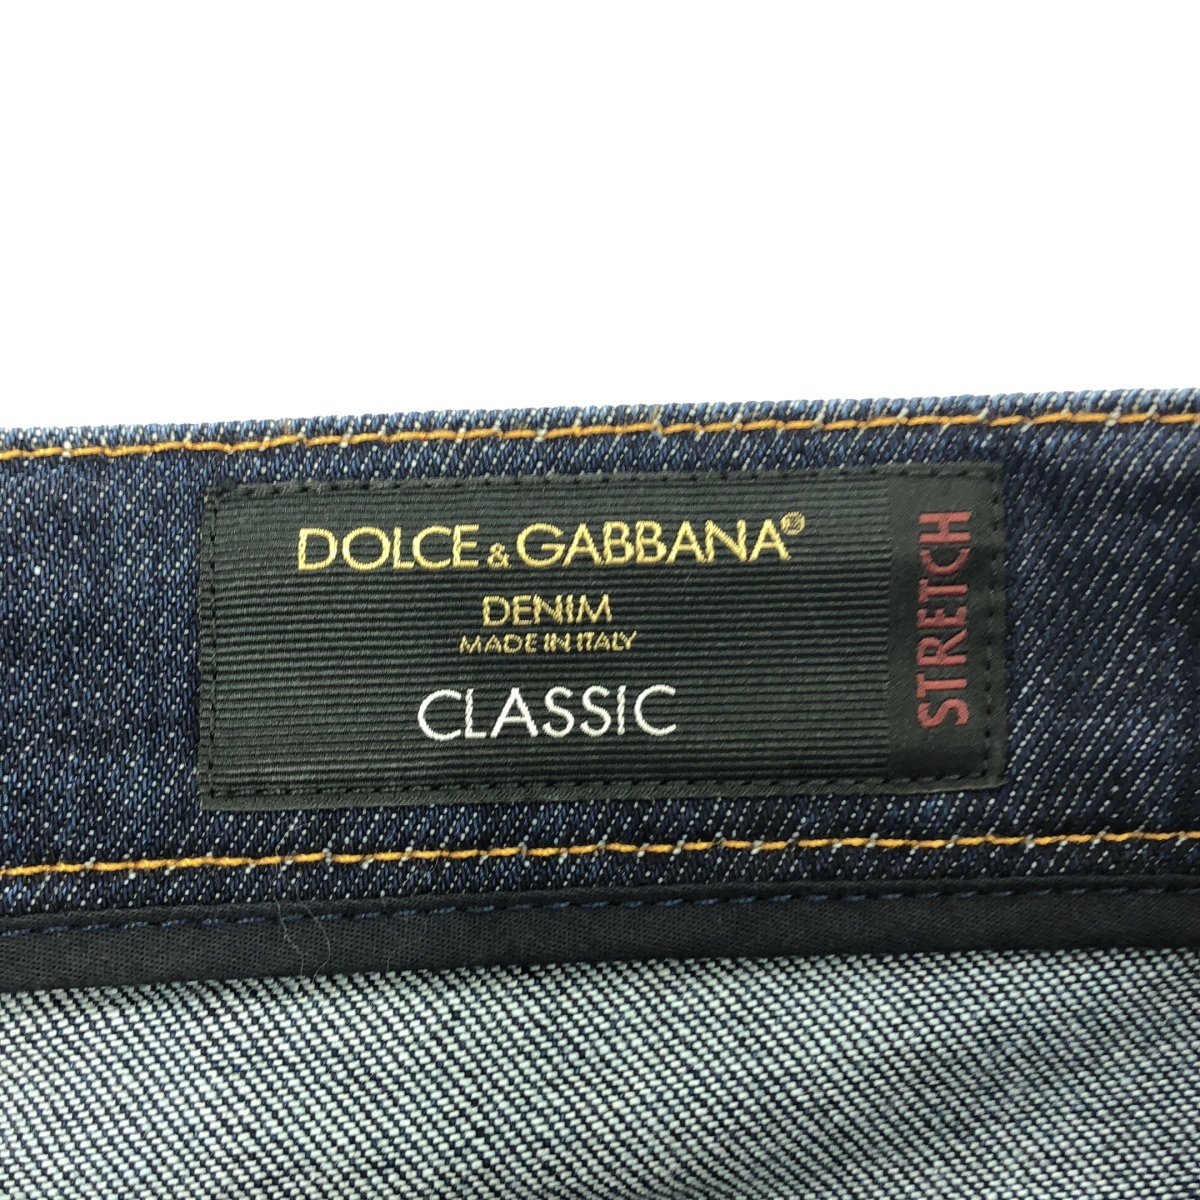 DOLCE & GABBANA®
DENIM
MADE IN ITALY
CLASSIC
STRETCH